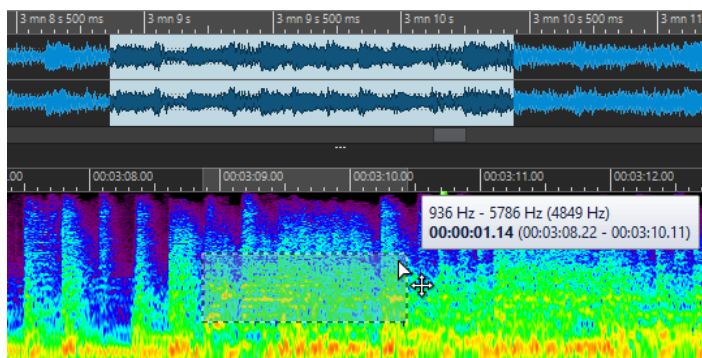 3 mn 8 s 500 ms 3 mn 9 s 3 mn 9 s 500 ms 3 mn 10 s 3 mn 10 s 500 ms 3 mn 11
.00 00:03:08.00 00:03:09.00 00:03:10.00 00:03:11.00 00:03:12.00
936 Hz - 5786 Hz (4849 Hz)
00:00:01.14 (00:03:08.22 - 00:03:10.11)